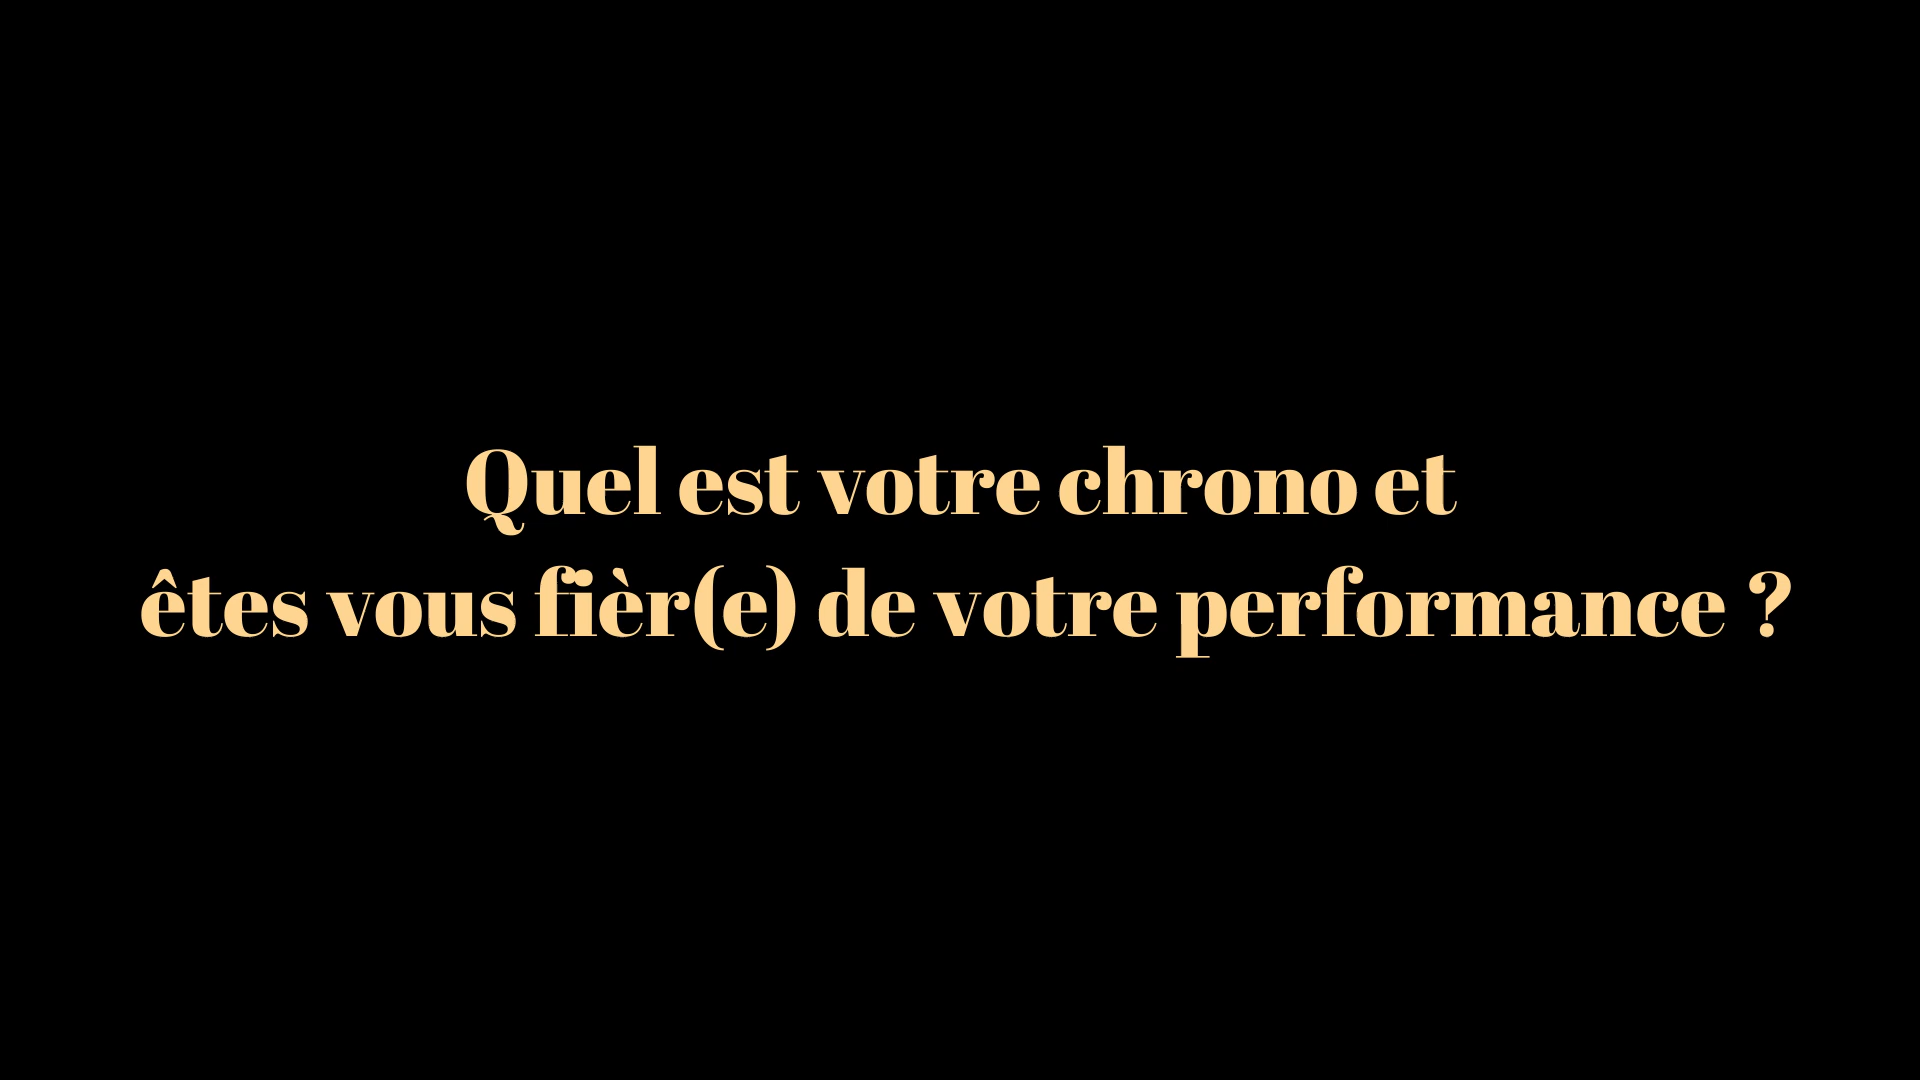 Quel est votre chrono et
êtes vous fièr(e) de votre performance ?